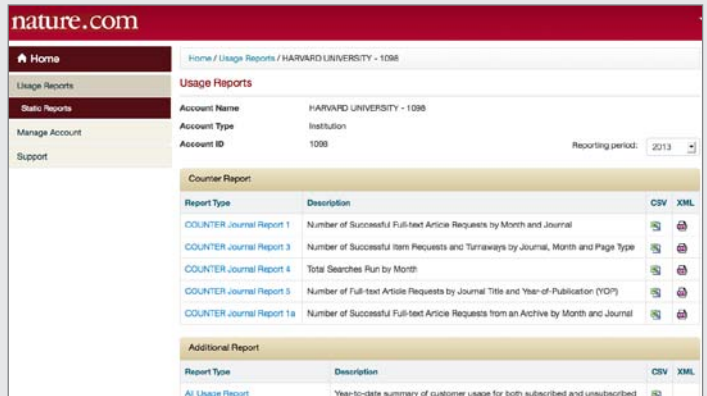 nature.com
Home
Home / Usage Reports / HARVARD UNIVERSITY - 1098
Usage Reports
Static Reports
Manage Account
Support
Usage Reports
Account Name HARVARD UNIVERSITY - 1098
Account Type Institution
Account ID 1098
Reporting period: 2013
Counter Report
Report Type Description CSV XML
COUNTER Journal Report 1 Number of Successful Full-text Article Requests by Month and Journal
COUNTER Journal Report 3 Number of Successful Item Requests and Turnaways by Journal, Month and Page Type
COUNTER Journal Report 4 Total Searches Run by Month
COUNTER Journal Report 5 Number of Full-text Article Requests by Journal Title and Year-of-Publication (YOP)
COUNTER Journal Report 1a Number of Successful Full-text Article Requests from an Archive by Month and Journal
Additional Report
Report Type Description CSV XML
All Usage Report Year-to-date summary of customer usage for both subscribed and unsubscribed